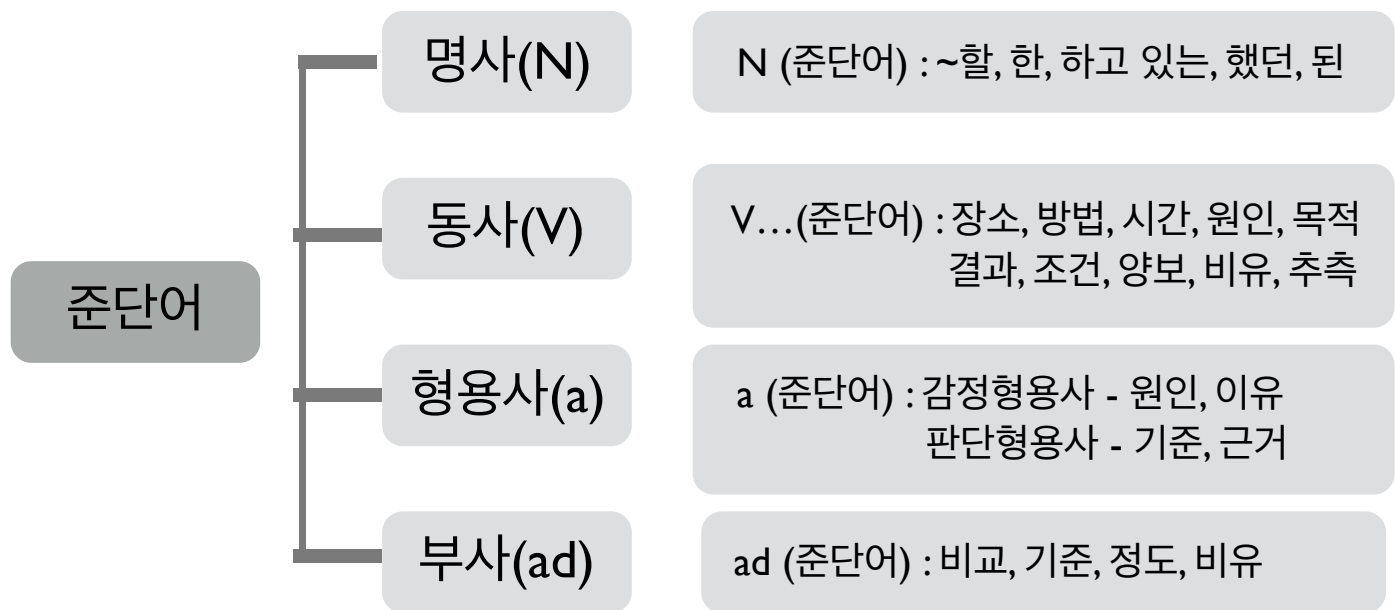 준단어
명사(N)
N (준단어) : ~할, 한, 하고 있는, 했던, 된
동사(V)
V...(준단어) : 장소, 방법, 시간, 원인, 목적
결과, 조건, 양보, 비유, 추측
형용사(a)
a (준단어) : 감정형용사 - 원인, 이유
판단형용사 - 기준, 근거
부사(ad)
ad (준단어) : 비교, 기준, 정도, 비유